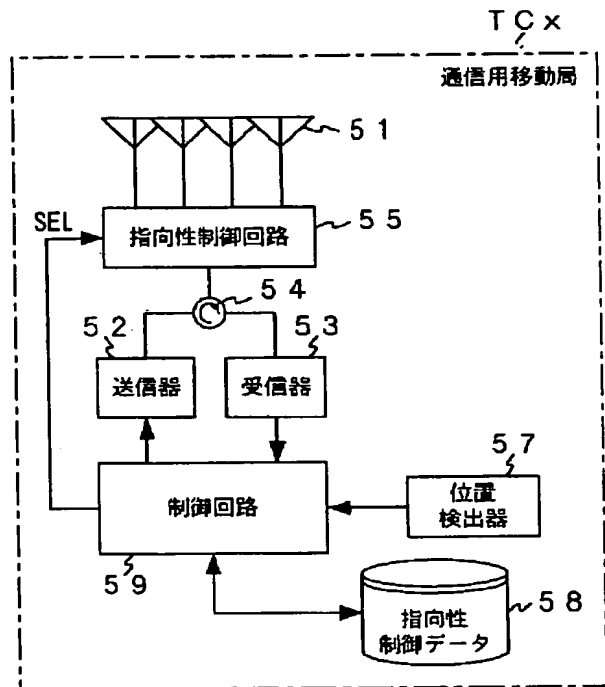 TCx
通信用移動局
51
SEL
指向性制御回路
55
54
52
53
送信器
受信器
57
制御回路
位置
検出器
59
58
指向性
制御データ